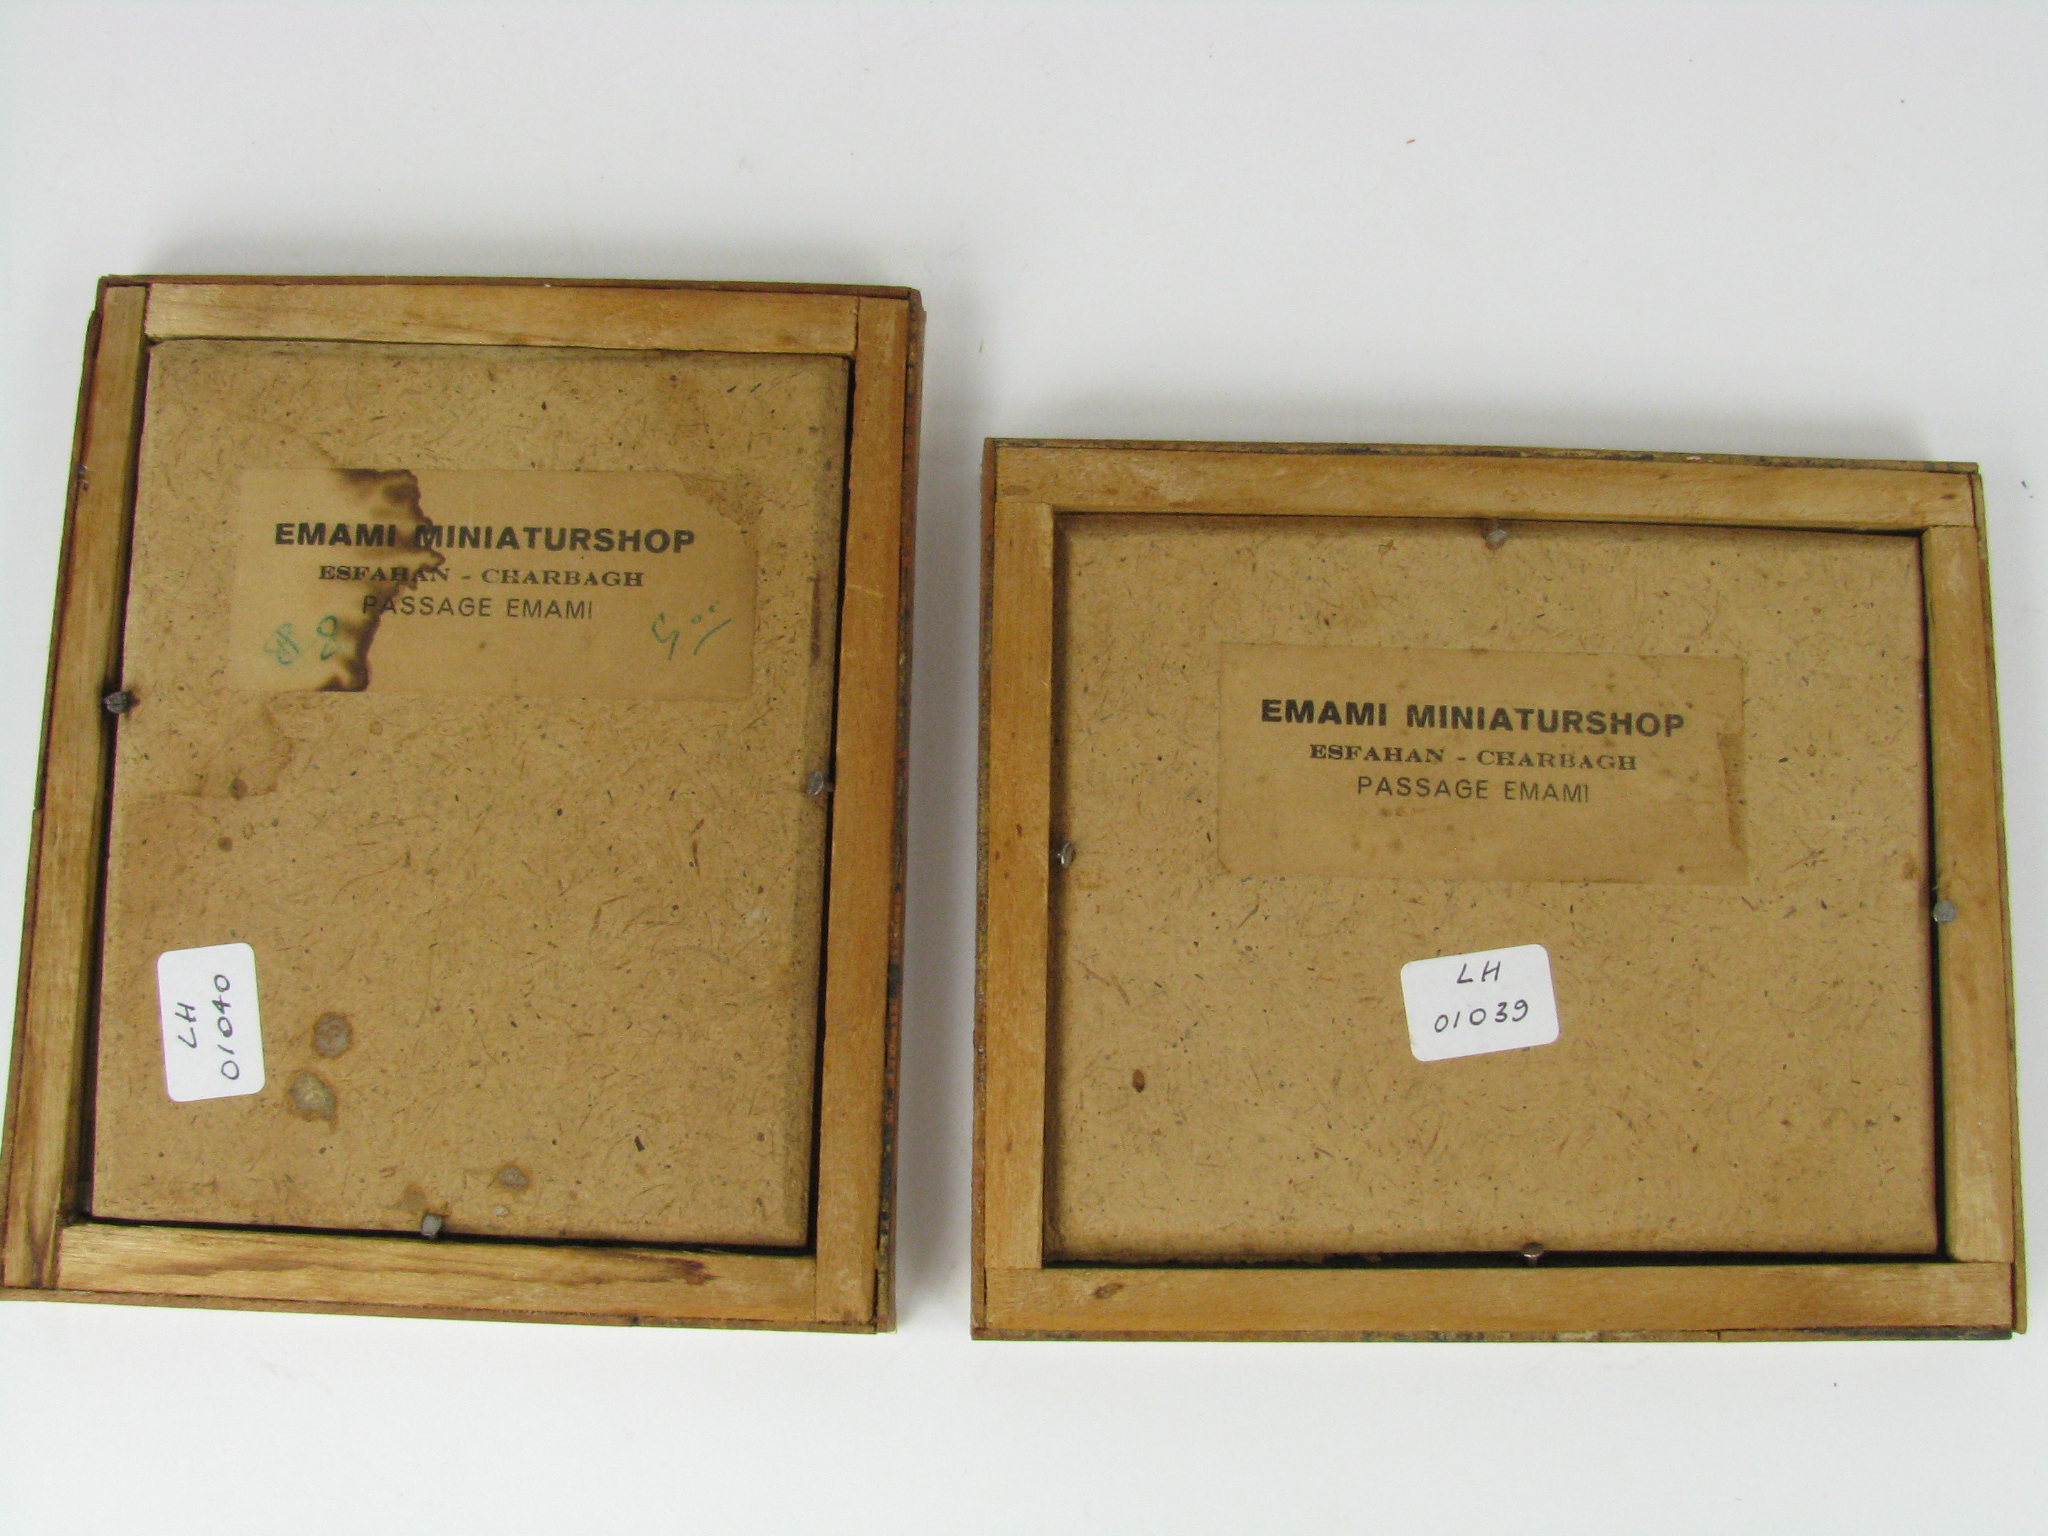 EMAMI MINIATURSHOP
ESFAHAN - CHARBAGH
PASSAGE EMAMI
LH
01040
EMAMI MINIATURSHOP
ESFAHAN - CHARBAGH
PASSAGE EMAMI
LH
01039